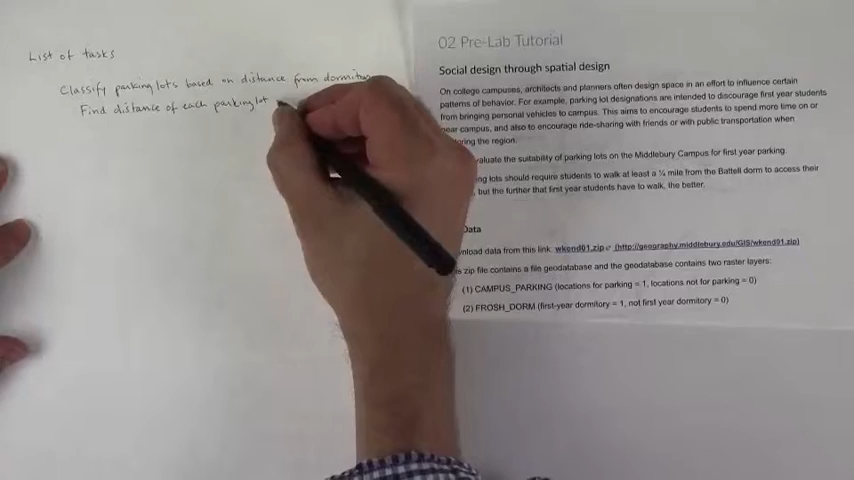 List of tasks
Classify parking lots based on distance from dormitory
Find distance of each parking lot
02 Pre-Lab Tutorial
Social design through spatial design
On college campuses, architects and planners often design space in an effort to influence certain
patterns of behavior. For example, parking lot designations are intended to discourage first year students
from bringing personal vehicles to campus. This aims to encourage students to spend more time on or
near campus, and also to encourage ride-sharing with friends or with public transportation when
the region.
valuate the suitability of parking lots on the Middlebury Campus for first year parking.
ng lots should require students to walk at least a ¼ mile from the Battell dorm to access their
, but the further that first year students have to walk, the better.
Data
nload data from this link: wkend01.zip (http://geography.middlebury.edu/GIS/wkend01.zip)
s zip file contains a file geodatabase and the geodatabase contains two raster layers:
(1) CAMPUS_PARKING (locations for parking = 1, locations not for parking = 0)
(2) FROSH_DORM (first-year dormitory = 1, not first year dormitory = 0)